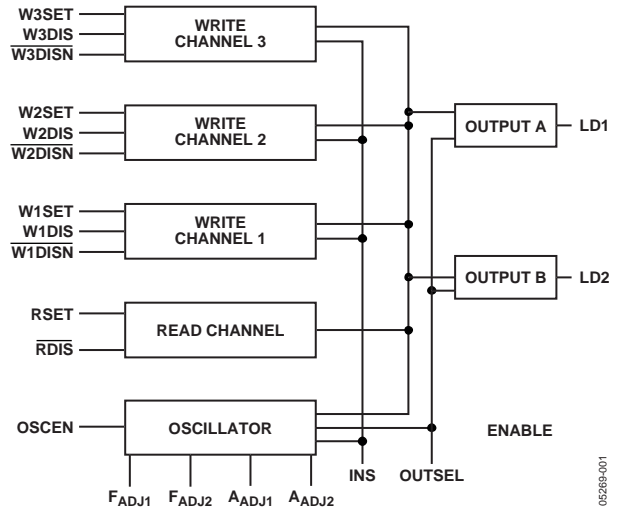 W3SET
W3DIS
W3DISN
WRITE
CHANNEL 3
W2SET
W2DIS
W2DISN
WRITE
CHANNEL 2
OUTPUT A
LD1
W1SET
W1DIS
W1DISN
WRITE
CHANNEL 1
OUTPUT B
LD2
RSET
RDIS
READ CHANNEL
OSCEN
OSCILLATOR
ENABLE
INS
OUTSEL
FADJ1
FADJ2
AADJ1
AADJ2
05269-001